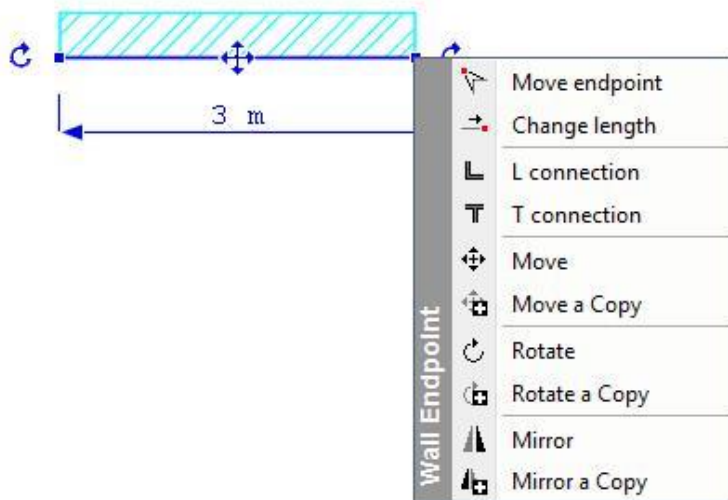 3 m
Wall Endpoint
Move endpoint
Change length
L connection
T connection
Move
Move a Copy
Rotate
Rotate a Copy
Mirror
Mirror a Copy